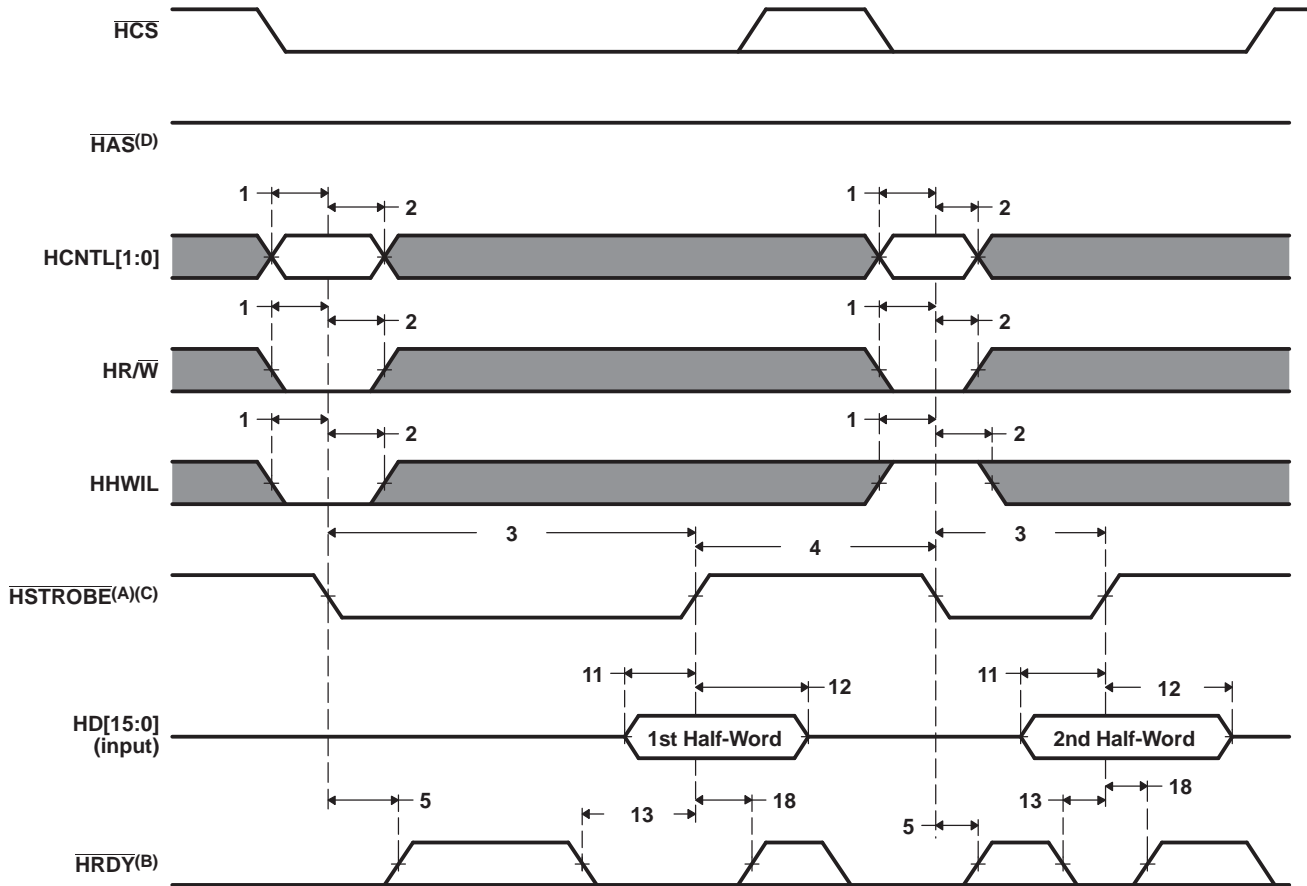 HCS
HAS(D)
1 1
2 2
HCNTL[1:0]
1 1
2 2
HR/W
1 1
2 2
HHWIL
3 4 3
HSTROBE(A)(C)
11 12 11 12
HD[15:0]
(input)
1st Half-Word 2nd Half-Word
5 13 18 5 13 18
HRDY(B)